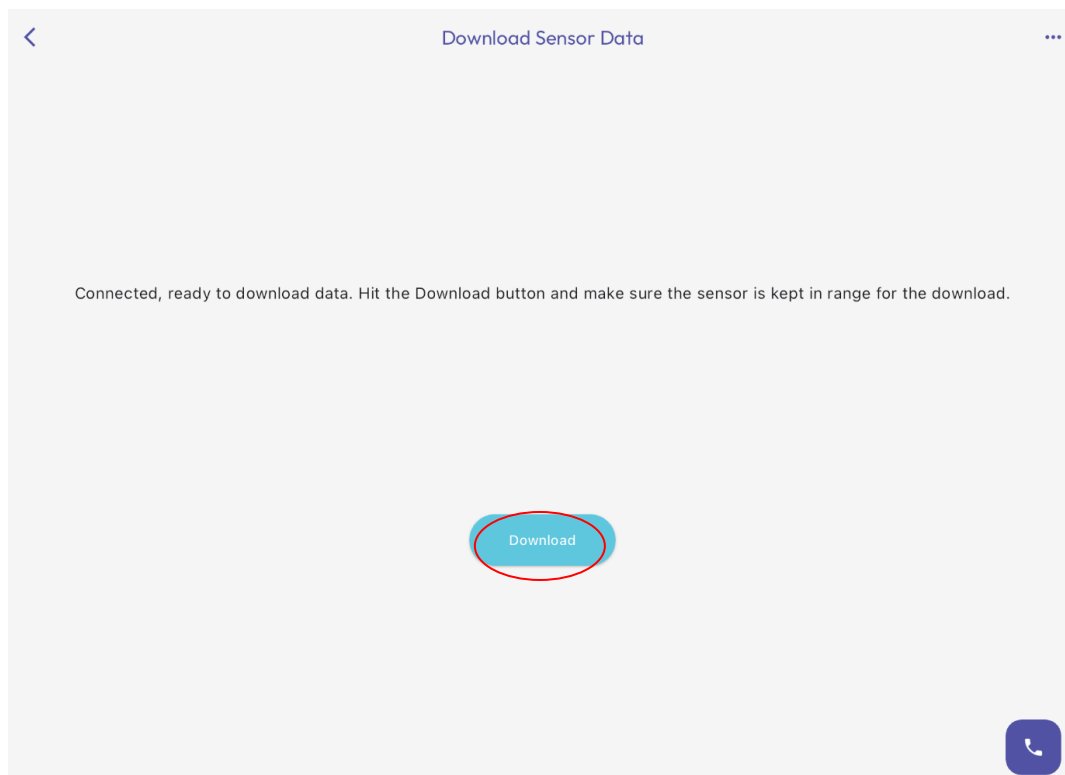 Download Sensor Data
Connected, ready to download data. Hit the Download button and make sure the sensor is kept in range for the download.
Download